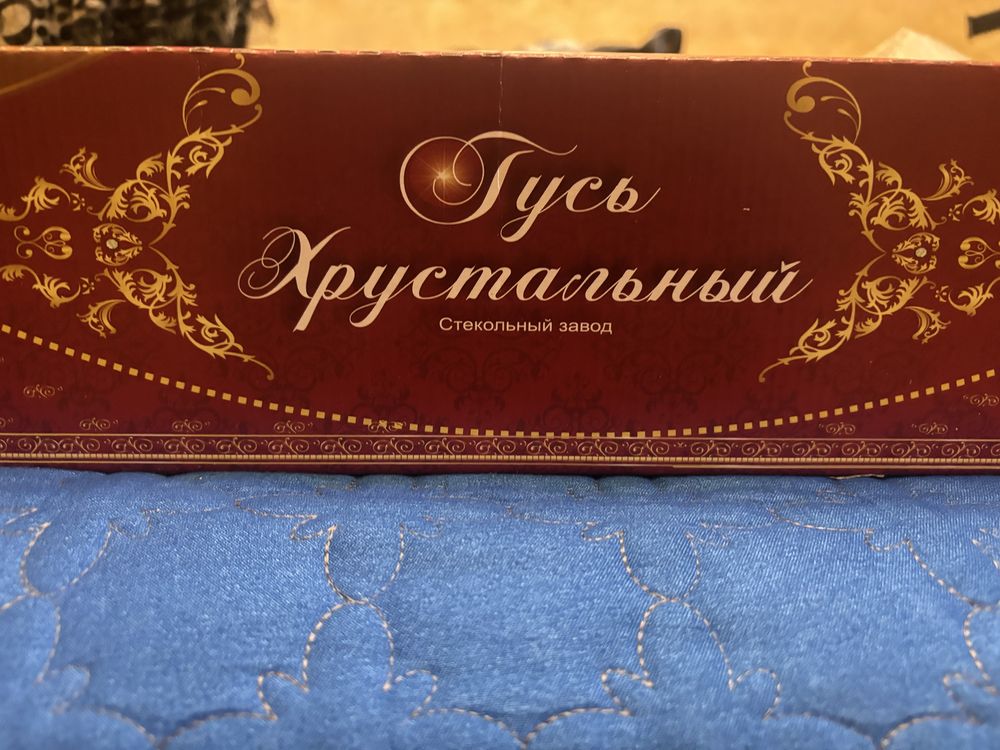 Гусь
Хрустальный
Стекольный завод